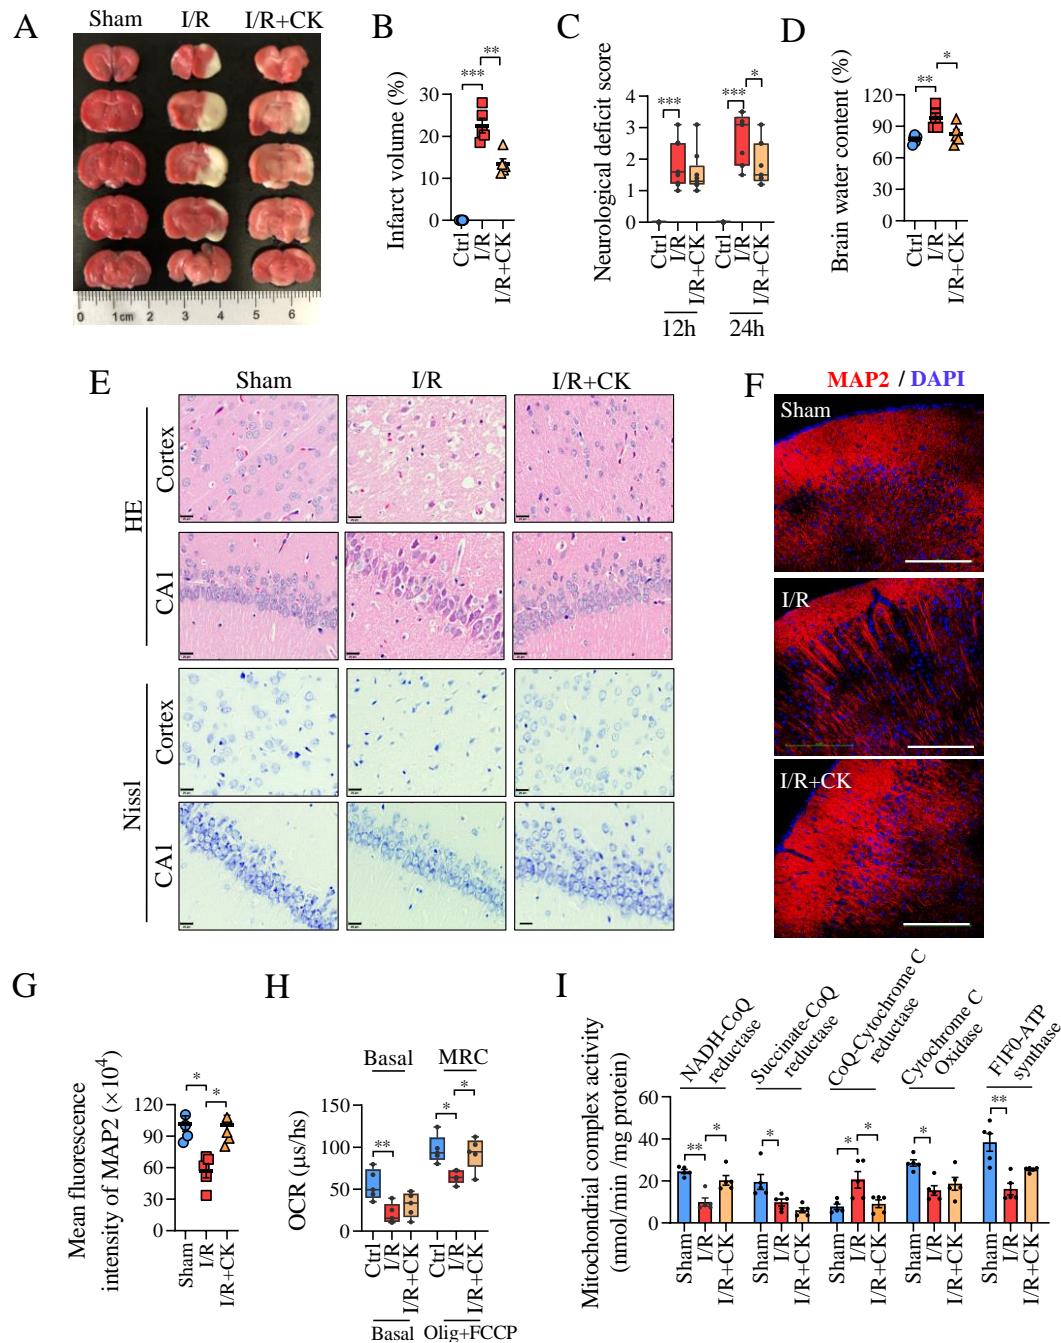 A
Sham I/R I/R+CK
0 1cm 2 3 4 5 6
B
Infarct volume (%)
30
20
10
0
*** **
Ctrl
I/R
I/R+CK
C
Neurological deficit score
4
3
2
1
0
*** *** *
Ctrl
I/R
I/R+CK
Ctrl
I/R
I/R+CK
12h 24h
D
Brain water content (%)
120
90
60
30
0
** *
Ctrl
I/R
I/R+CK
E
Sham I/R I/R+CK
HE
Cortex
CA1
Nissl
Cortex
CA1
F
MAP2 / DAPI
Sham
I/R
I/R+CK
G
Mean fluorescence
intensity of MAP2 (×10⁴)
120
90
60
30
0
* *
Sham
I/R
I/R+CK
H
OCR (μs/hs)
Basal MRC
150
100
50
0
** * *
Ctrl
I/R
I/R+CK
Ctrl
I/R
I/R+CK
Basal Olig+FCCP
I
Mitochondrial complex activity
(nmol/min /mg protein)
NADH-CoQ
reductase
Succinate-CoQ
reductase
CoQ-Cytochrome C
reductase
Cytochrome C
Oxidase
F1F0-ATP
synthase
60
40
20
0
** * * * * * **
Sham
I/R
I/R+CK
Sham
I/R
I/R+CK
Sham
I/R
I/R+CK
Sham
I/R
I/R+CK
Sham
I/R
I/R+CK